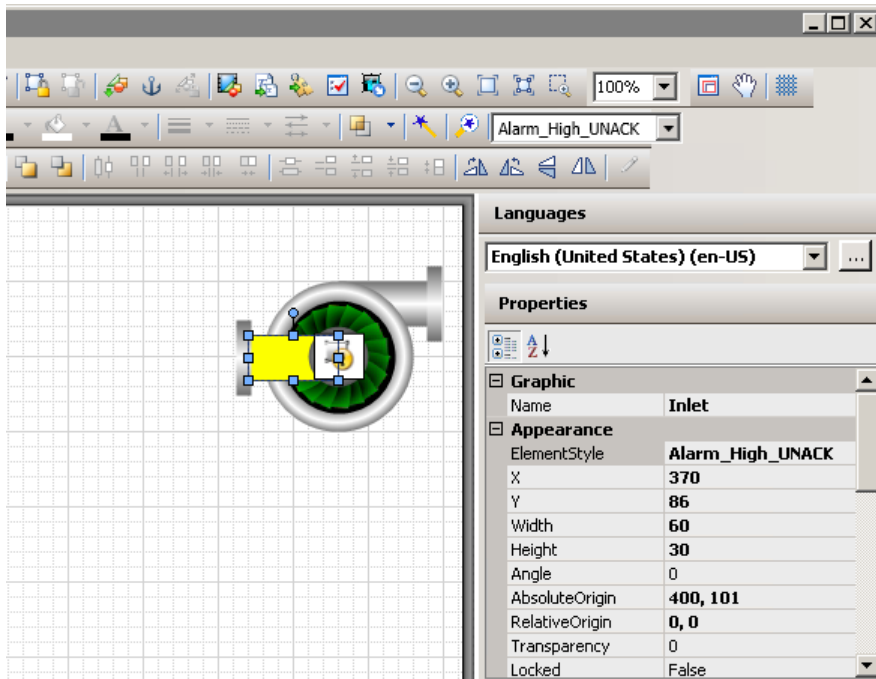 100%
Alarm_High_UNACK
Languages
English (United States) (en-US)
...
Properties
Graphic
Name Inlet
Appearance
ElementStyle Alarm_High_UNACK
X 370
Y 86
Width 60
Height 30
Angle 0
AbsoluteOrigin 400, 101
RelativeOrigin 0, 0
Transparency 0
Locked False